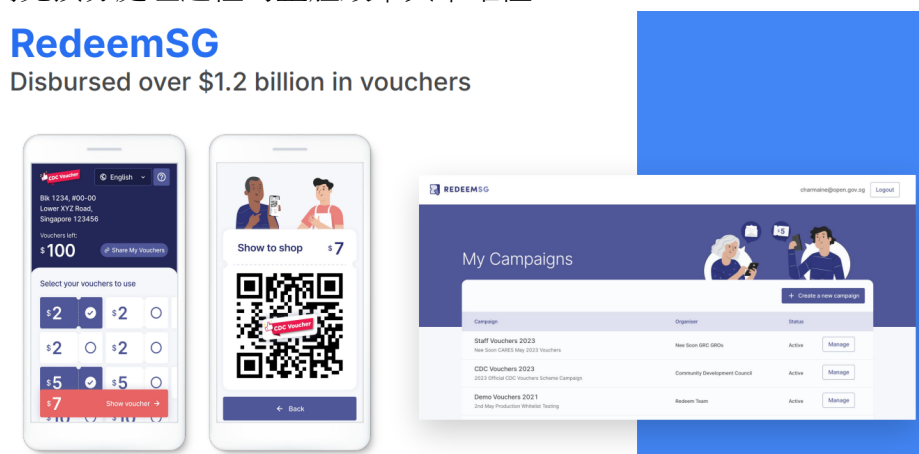 RedeemSG
Disbursed over $1.2 billion in vouchers
CDC Voucher
English
Blk 1234, #00-00
Lower XYZ Road,
Singapore 123456
Vouchers left:
$100
Share My Vouchers
Select your vouchers to use
$2
$2
$2
$2
$5
$5
$7
Show voucher →
Show to shop
$7
CDC Voucher
← Back
REDEEMSG
charmaine@open.gov.sg
Logout
$5
My Campaigns
+ Create a new campaign
Campaign
Organiser
Status
Staff Vouchers 2023
New Soon CARES May 2023 Vouchers
New Soon GRC GROs
Active
Manage
CDC Vouchers 2023
2023 Official CDC Vouchers Scheme Campaign
Community Development Council
Active
Manage
Demo Vouchers 2021
2nd May Production Whitelist Testing
Redeem Team
Active
Manage